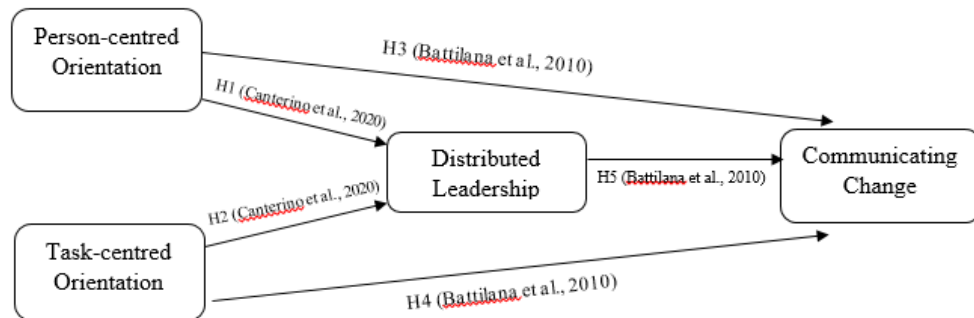 Person-centred
Orientation
H3 (Battilana et al., 2010)
H1 (Canterino et al., 2020)
Distributed
Leadership
H5 (Battilana et al., 2010)
Communicating
Change
H2 (Canterino et al., 2020)
Task-centred
Orientation
H4 (Battilana et al., 2010)